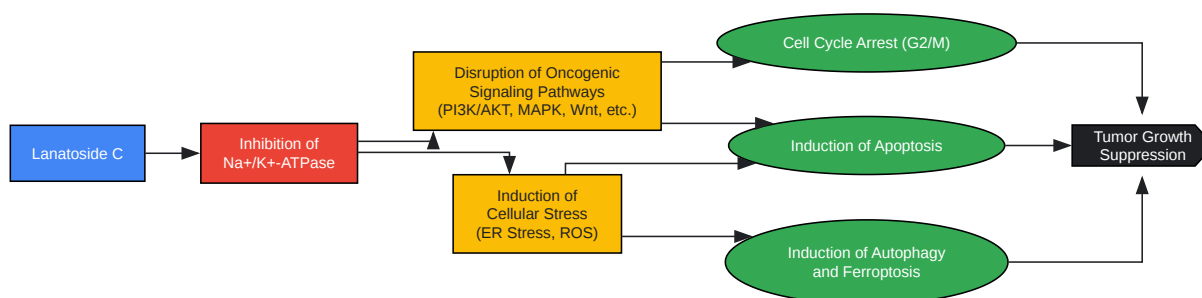 Lanatoside C
Inhibition of
Na+/K+-ATPase
Disruption of Oncogenic
Signaling Pathways
(PI3K/AKT, MAPK, Wnt, etc.)
Induction of
Cellular Stress
(ER Stress, ROS)
Cell Cycle Arrest (G2/M)
Induction of Apoptosis
Induction of Autophagy
and Ferroptosis
Tumor Growth
Suppression